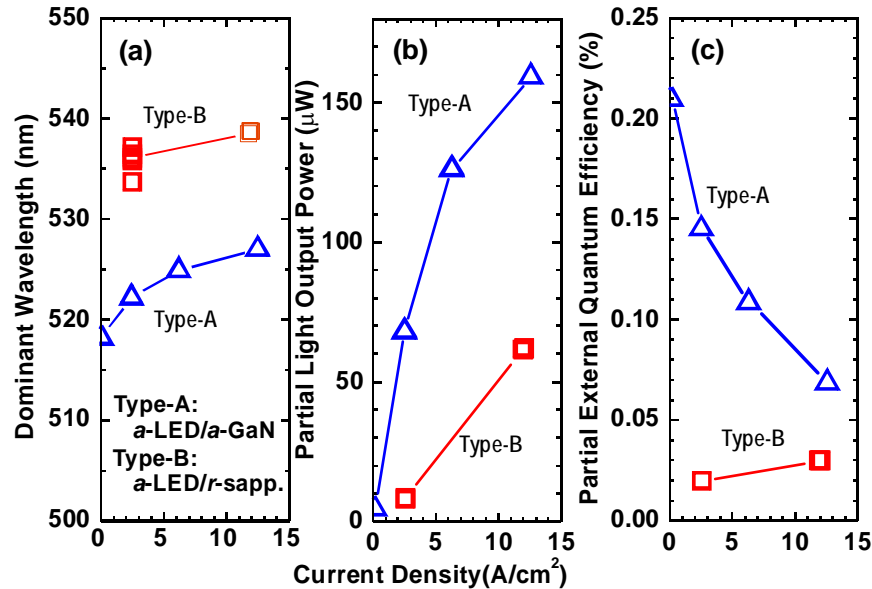 (a)
Dominant Wavelength (nm)
550
540
530
520
510
500
Type-B
Type-A
Type-A:
a-LED/a-GaN
Type-B:
a-LED/r-sapp.
0
5
10
15
(b)
Partial Light Output Power (μW)
150
100
50
0
Type-A
Type-B
0
5
10
15
(c)
Partial External Quantum Efficiency (%)
0.25
0.20
0.15
0.10
0.05
0.00
Type-A
Type-B
0
5
10
15
Current Density(A/cm²)